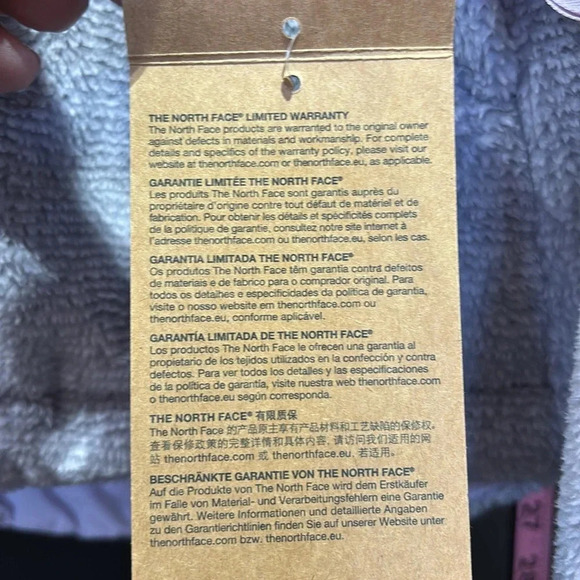 THE NORTH FACE® LIMITED WARRANTY
The North Face products are warranted to the original owner
against defects in materials and workmanship. For complete
details and specifics of the warranty policy, please visit our
website at thenorthface.com or thenorthface.eu, as applicable.
GARANTIE LIMITÉE THE NORTH FACE®
Les produits The North Face sont garantis auprès du
propriétaire d'origine contre tout défaut de matériel et de
fabrication. Pour obtenir les détails et spécificités complets
de la politique de garantie, consultez notre site internet à
l'adresse thenorthface.com ou thenorthface.eu, selon les cas.
GARANTIA LIMITADA THE NORTH FACE®
Os produtos The North Face têm garantia contra defeitos
de materiais e de fabrico para o comprador original. Para
todos os detalhes e especificidades da política de garantia,
visite o nosso website em thenorthface.com ou
thenorthface.eu, conforme aplicável.
GARANTÍA LIMITADA DE THE NORTH FACE®
Los productos The North Face le ofrecen una garantía al
propietario de los tejidos utilizados en la confección y contra
defectos. Para ver todos los detalles y las especificaciones
de la política de garantía, visite nuestra web thenorthface.com
o thenorthface.eu según corresponda.
THE NORTH FACE® 有限质保
The North Face 的产品原主享有产品材料和工艺缺陷的保修权。
查看保修政策的完整详情和具体内容, 请访问我们适用的网
站 thenorthface.com 或 thenorthface.eu, 若适用。
BESCHRÄNKTE GARANTIE VON THE NORTH FACE®
Auf die Produkte von The North Face wird dem Erstkäufer
im Falle von Material- und Verarbeitungsfehlern eine Garantie
gewährt. Weitere Informationen und detaillierte Angaben
zu den Garantierichtlinien finden Sie auf unserer Website unter
thenorthface.com bzw. thenorthface.eu.
27